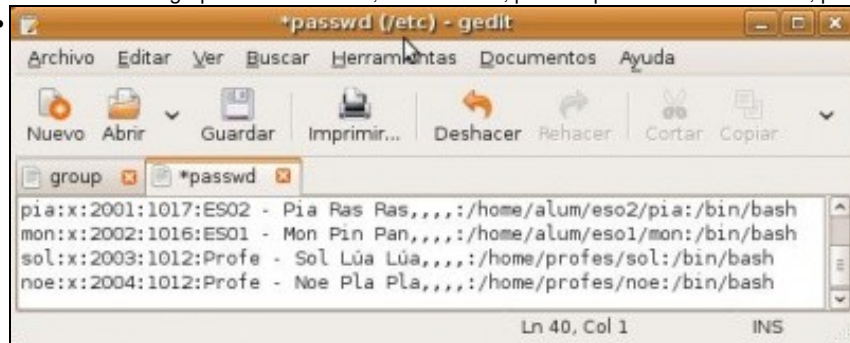 *passwd (/etc) - gedit
Archivo Editar Ver Buscar Herramientas Documentos Ayuda
Nuevo Abrir Guardar Imprimir... Deshacer Rehacer Cortar Copiar
group *passwd
pia:x:2001:1017:ESO2 - Pia Ras Ras,,,,:/home/alum/eso2/pia:/bin/bash
mon:x:2002:1016:ESO1 - Mon Pin Pan,,,,:/home/alum/eso1/mon:/bin/bash
sol:x:2003:1012:Profe - Sol Lúa Lúa,,,,:/home/profes/sol:/bin/bash
noe:x:2004:1012:Profe - Noe Pla Pla,,,,:/home/profes/noe:/bin/bash
Ln 40, Col 1 INS